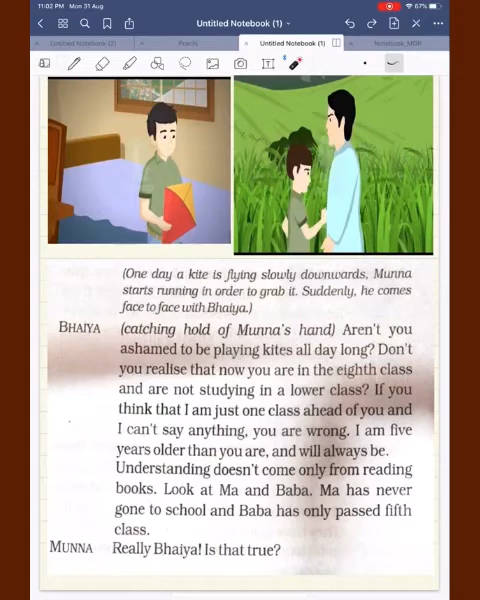 11:02 PM Mon 31 Aug
67%
Untitled Notebook (1)
Untitled Notebook (2)
Untitled Notebook (1)
Notebook_MGR
(One day a kite is flying slowly downwards, Munna
starts running in order to grab it. Suddenly, he comes
face to face with Bhaiya.)
BHAIYA (catching hold of Munna's hand) Aren't you
ashamed to be playing kites all day long? Don't
you realise that now you are in the eighth class
and are not studying in a lower class? If you
think that I am just one class ahead of you and
I can't say anything, you are wrong. I am five
years older than you are, and will always be.
Understanding doesn't come only from reading
books. Look at Ma and Baba. Ma has never
gone to school and Baba has only passed fifth
class.
MUNNA Really Bhaiya! Is that true?